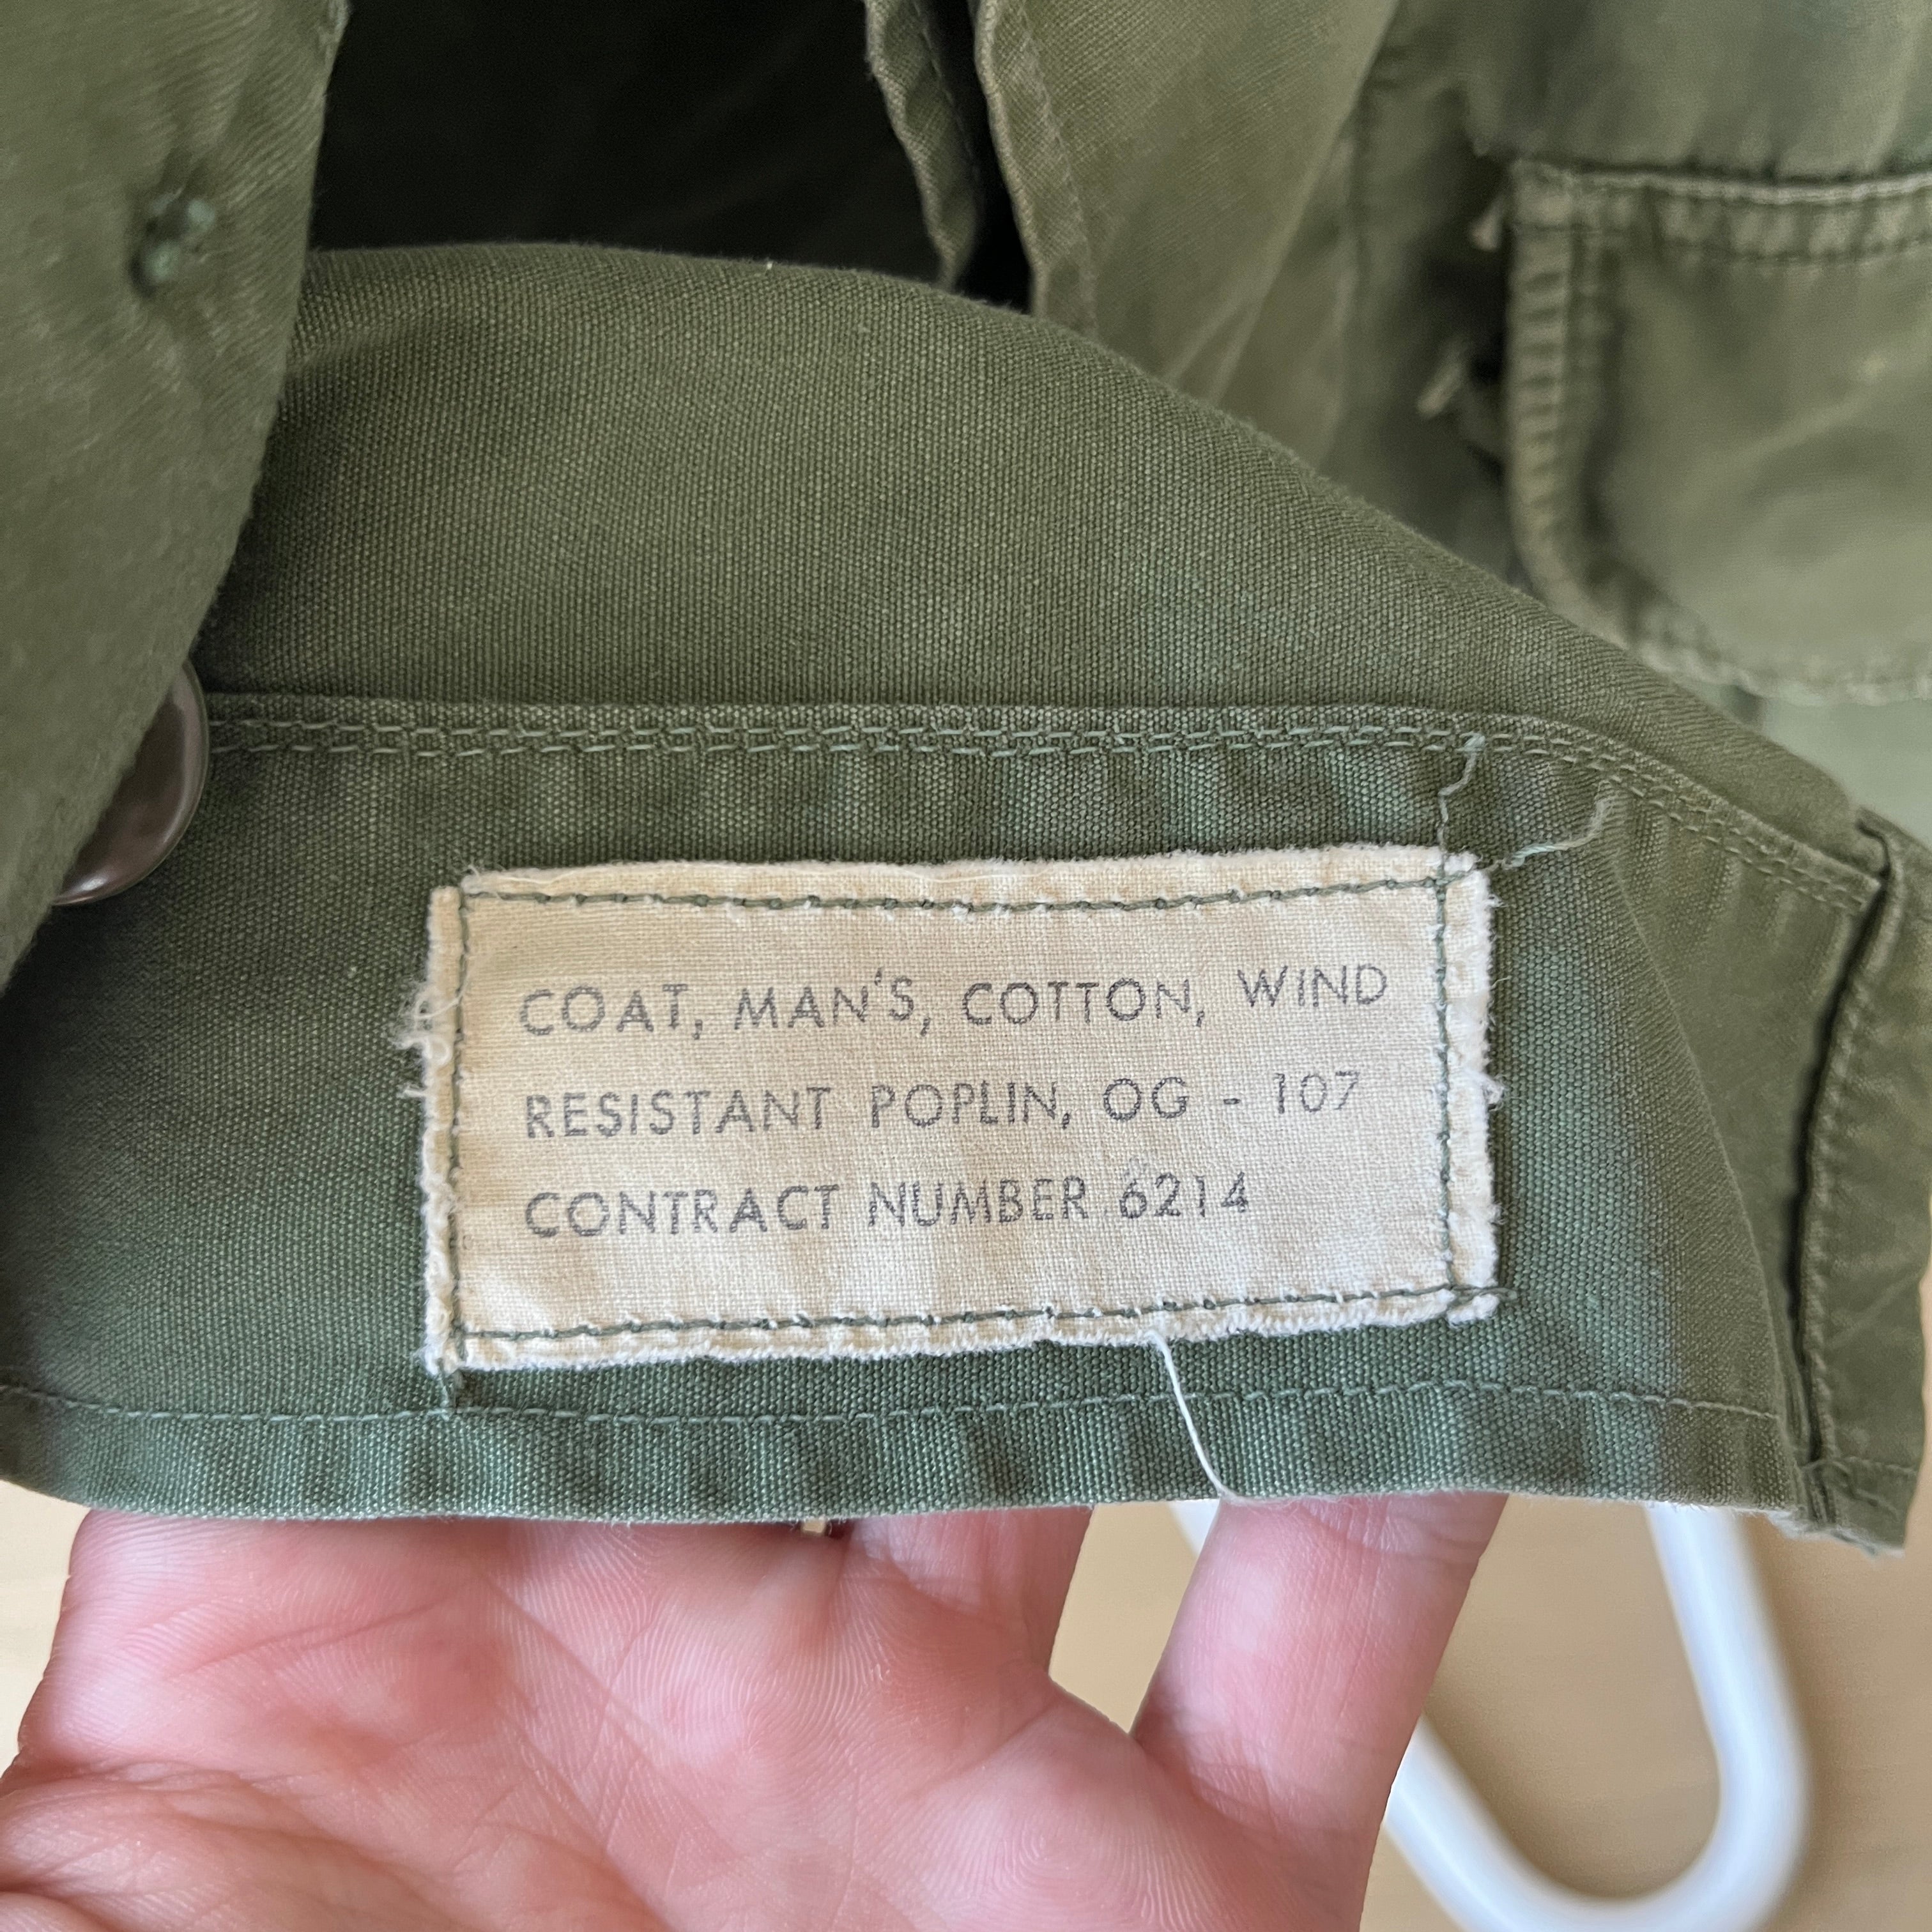 COAT, MAN'S, COTTON, WIND
RESISTANT POPLIN, OG - 107
CONTRACT NUMBER 6214